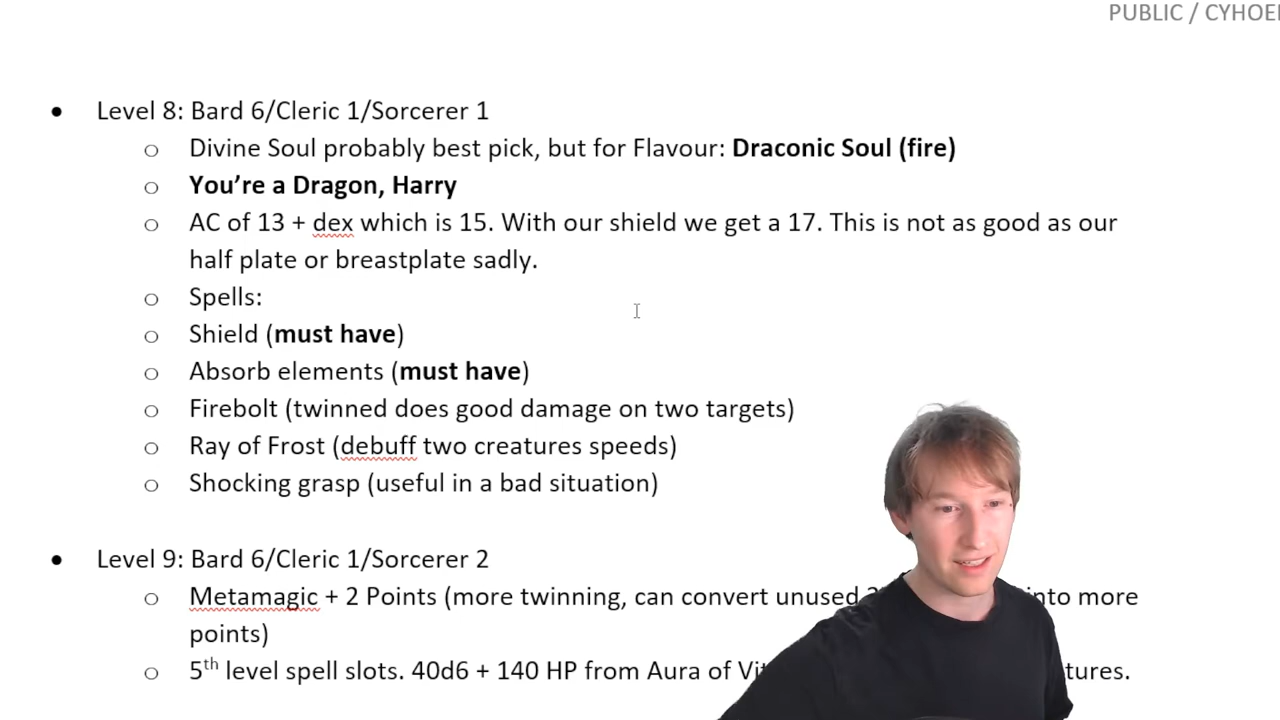 PUBLIC / CYHOE
• Level 8: Bard 6/Cleric 1/Sorcerer 1
o Divine Soul probably best pick, but for Flavour: Draconic Soul (fire)
o You’re a Dragon, Harry
o AC of 13 + dex which is 15. With our shield we get a 17. This is not as good as our
half plate or breastplate sadly.
o Spells:
o Shield (must have)
o Absorb elements (must have)
o Firebolt (twinned does good damage on two targets)
o Ray of Frost (debuff two creatures speeds)
o Shocking grasp (useful in a bad situation)
• Level 9: Bard 6/Cleric 1/Sorcerer 2
o Metamagic + 2 Points (more twinning, can convert unused into more
points)
o 5th level spell slots. 40d6 + 140 HP from Aura of